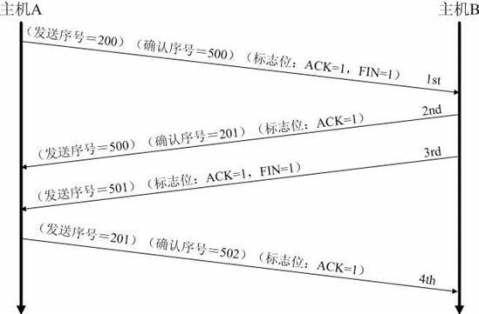 主机A
主机B
(发送序号=200)(确认序号=500)(标志位：ACK=1，FIN=1)
1st
2nd
(发送序号=500)(确认序号=201)(标志位：ACK=1)
3rd
(发送序号=501)(标志位：ACK=1，FIN=1)
(发送序号=201)(确认序号=502)(标志位：ACK=1)
4th